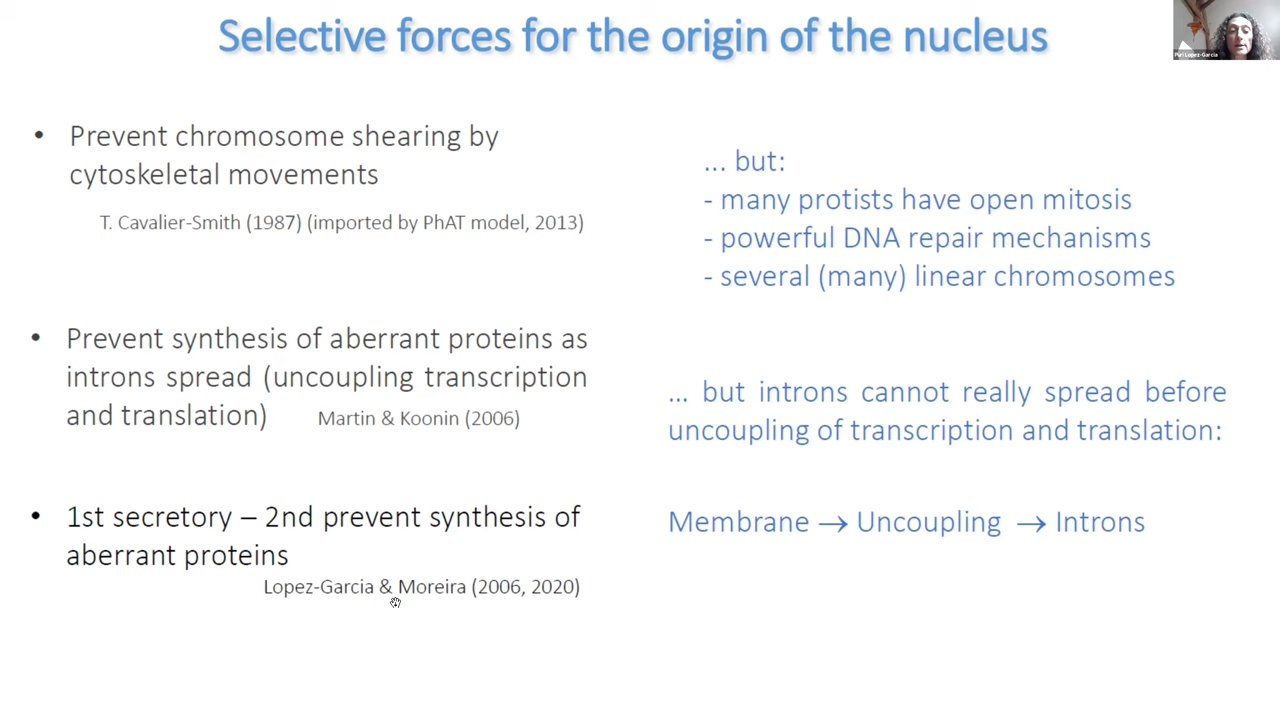 Selective forces for the origin of the nucleus
Puri Lopez-Garcia
• Prevent chromosome shearing by
cytoskeletal movements
T. Cavalier-Smith (1987) (imported by PhAT model, 2013)
... but:
- many protists have open mitosis
- powerful DNA repair mechanisms
- several (many) linear chromosomes
• Prevent synthesis of aberrant proteins as
introns spread (uncoupling transcription
and translation) Martin & Koonin (2006)
... but introns cannot really spread before
uncoupling of transcription and translation:
• 1st secretory – 2nd prevent synthesis of
aberrant proteins
Lopez-Garcia & Moreira (2006, 2020)
Membrane → Uncoupling → Introns